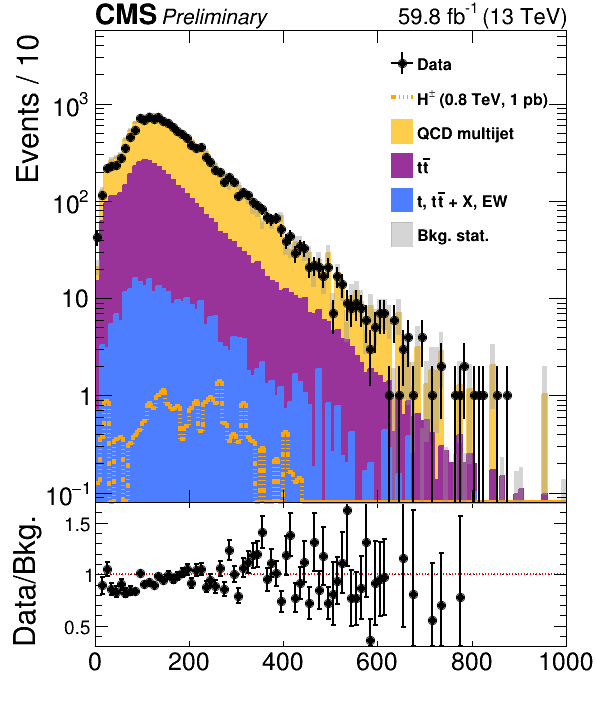 CMS Preliminary 59.8 fb⁻¹ (13 TeV)
Events / 10
10³
10²
10
1
10⁻¹
Data
H± (0.8 TeV, 1 pb)
QCD multijet
tt̅
t, tt̅ + X, EW
Bkg. stat.
Data/Bkg.
1.5
1
0.5
0 200 400 600 800 1000